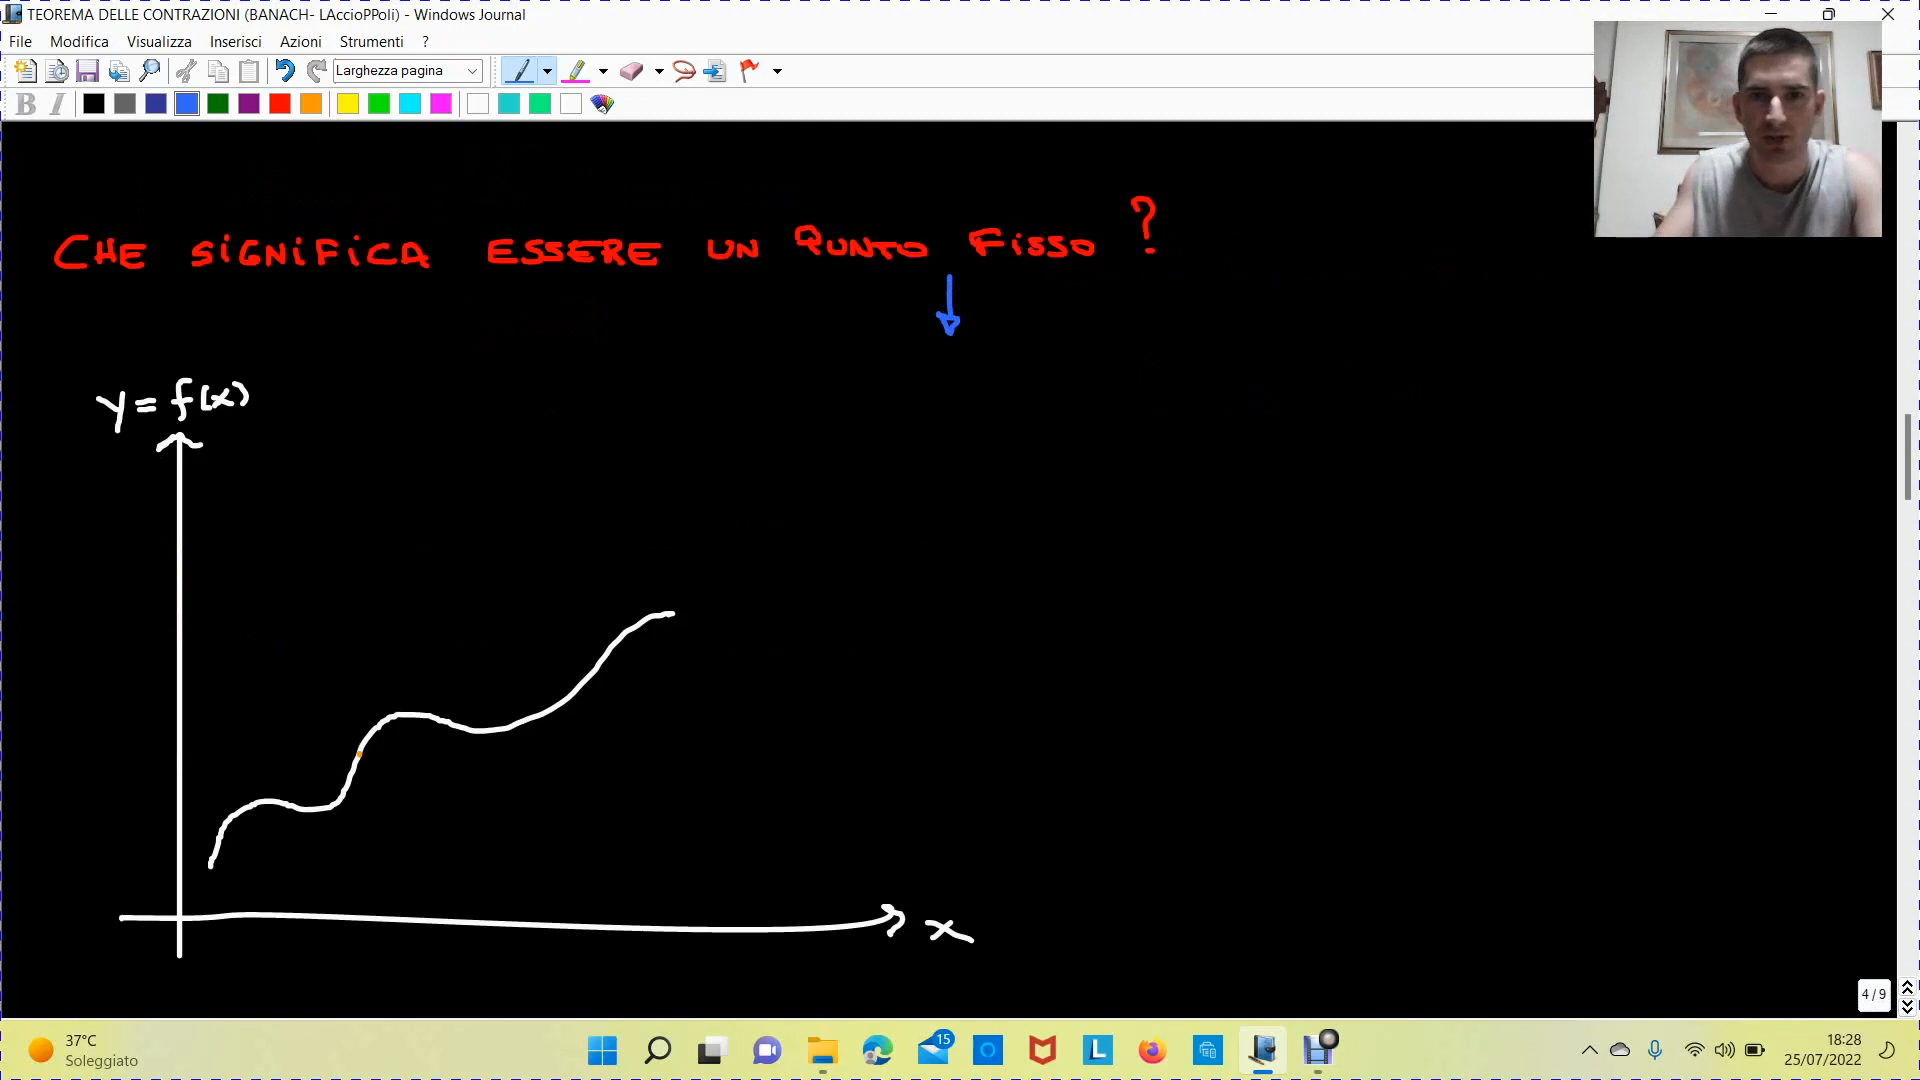 TEOREMA DELLE CONTRAZIONI (BANACH- LAccioPPoli) - Windows Journal
File Modifica Visualizza Inserisci Azioni Strumenti ?
Larghezza pagina
B I
CHE SIGNIFICA ESSERE UN PUNTO FISSO ?
y = f(x)
x
4 / 9
37°C
Soleggiato
15
18:28
25/07/2022